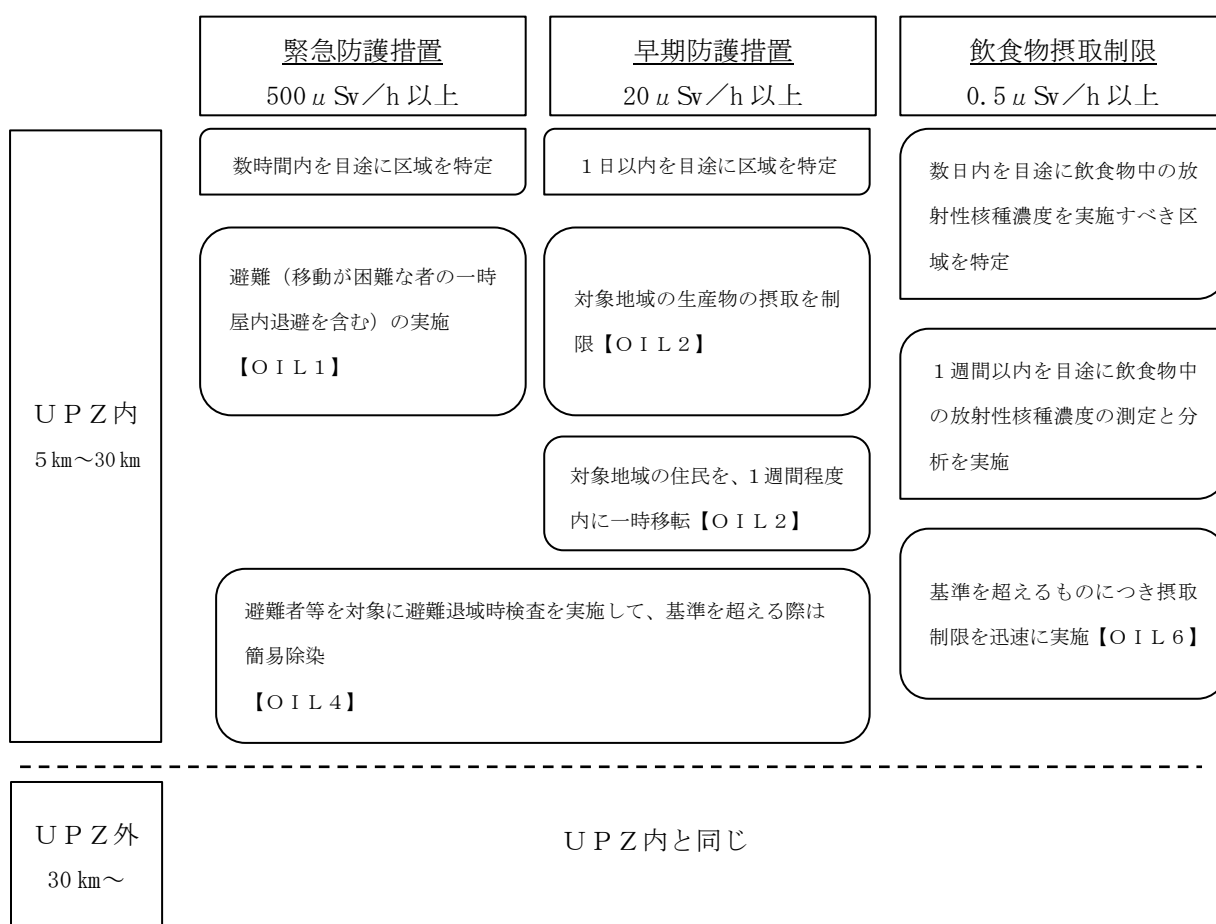 緊急防護措置
500μSv/h以上
早期防護措置
20μSv/h以上
飲食物摂取制限
0.5μSv/h以上
UPZ内
5km~30km
数時間内を目途に区域を特定
避難(移動が困難な者の一時
屋内退避を含む)の実施
【OIL1】
1日以内を目途に区域を特定
対象地域の生産物の摂取を制
限【OIL2】
対象地域の住民を、1週間程度
内に一時移転【OIL2】
避難者等を対象に避難退域時検査を実施して、基準を超える際は
簡易除染
【OIL4】
数日内を目途に飲食物中の放
射性核種濃度を実施すべき区
域を特定
1週間以内を目途に飲食物中
の放射性核種濃度の測定と分
析を実施
基準を超えるものにつき摂取
制限を迅速に実施【OIL6】
UPZ外
30km~
UPZ内と同じ